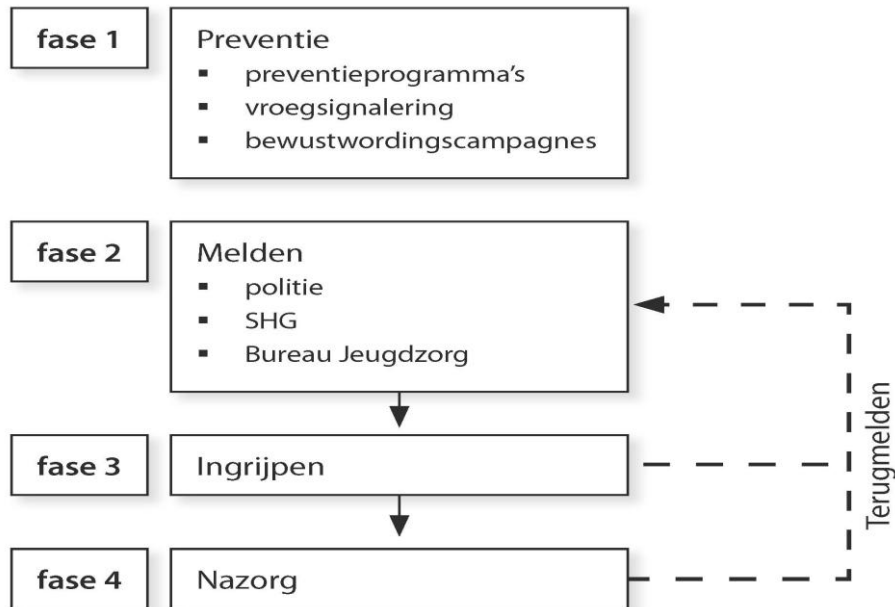 fase 1
Preventie
▪ preventieprogramma's
▪ vroegsignalering
▪ bewustwordingscampagnes
fase 2
Melden
▪ politie
▪ SHG
▪ Bureau Jeugdzorg
fase 3
Ingrijpen
fase 4
Nazorg
Terugmelden